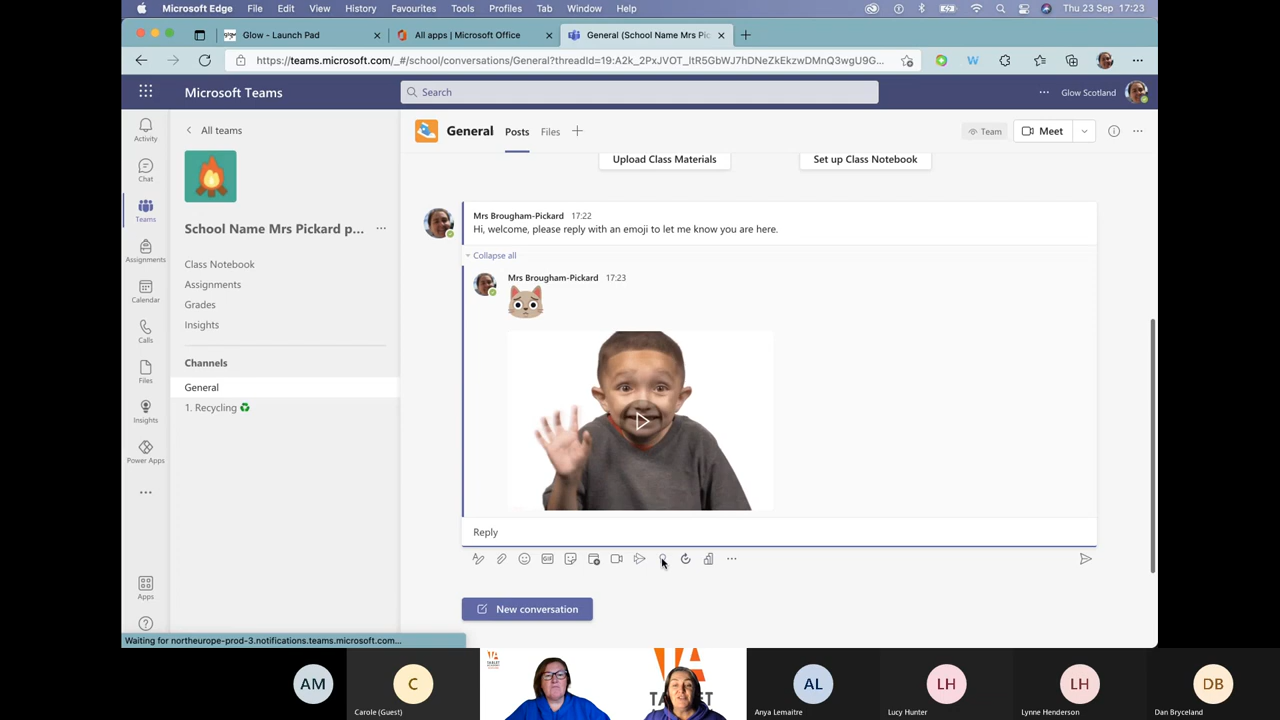 Microsoft Edge File Edit View History Favourites Tools Profiles Tab Window Help Thu 23 Sep 17:23
glow Glow - Launch Pad All apps | Microsoft Office General (School Name Mrs Pic
https://teams.microsoft.com/_#/school/conversations/General?threadId=19:A2k_2PxJVOT_ItR5GbWJ7hDNeZkEkzwDMnQ3wgU9G...
Microsoft Teams Search Glow Scotland
Activity
Chat
Teams
Assignments
Calendar
Calls
Files
Insights
Power Apps
Apps
All teams
School Name Mrs Pickard p...
Class Notebook
Assignments
Grades
Insights
Channels
General
1. Recycling
General Posts Files Team Meet
Upload Class Materials Set up Class Notebook
Mrs Brougham-Pickard 17:22
Hi, welcome, please reply with an emoji to let me know you are here.
Collapse all
Mrs Brougham-Pickard 17:23
Reply
GIF
New conversation
Waiting for northeurope-prod-3.notifications.teams.microsoft.com...
AM C AL LH LH DB
TABLET
Carole (Guest) Anya Lemaitre Lucy Hunter Lynne Henderson Dan Bryceland